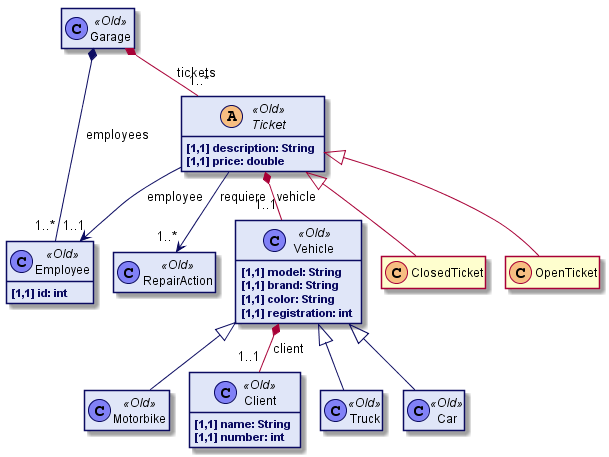 C «Old» Garage
tickets
1..*
employees
A «Old» Ticket
[1,1] description: String
[1,1] price: double
employee
requiere
vehicle
1..*
1..1
1..*
1..1
C «Old» Employee
[1,1] id: int
C «Old» RepairAction
C «Old» Vehicle
[1,1] model: String
[1,1] brand: String
[1,1] color: String
[1,1] registration: int
C ClosedTicket
C OpenTicket
client
1..1
C «Old» Motorbike
C «Old» Client
[1,1] name: String
[1,1] number: int
C «Old» Truck
C «Old» Car